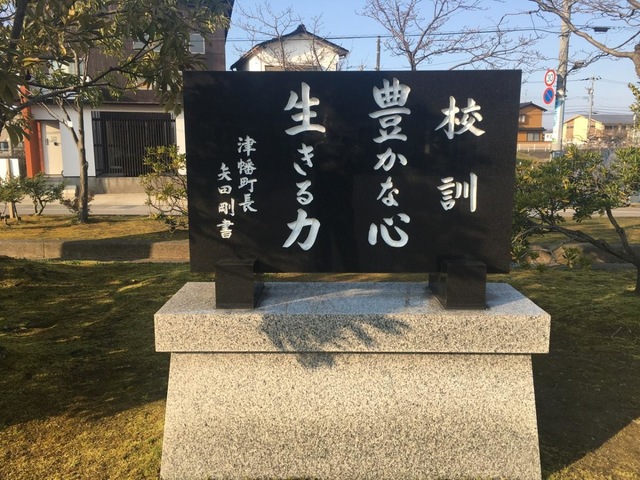 校訓
豊かな心
生きる力
津幡町長
矢田剛書